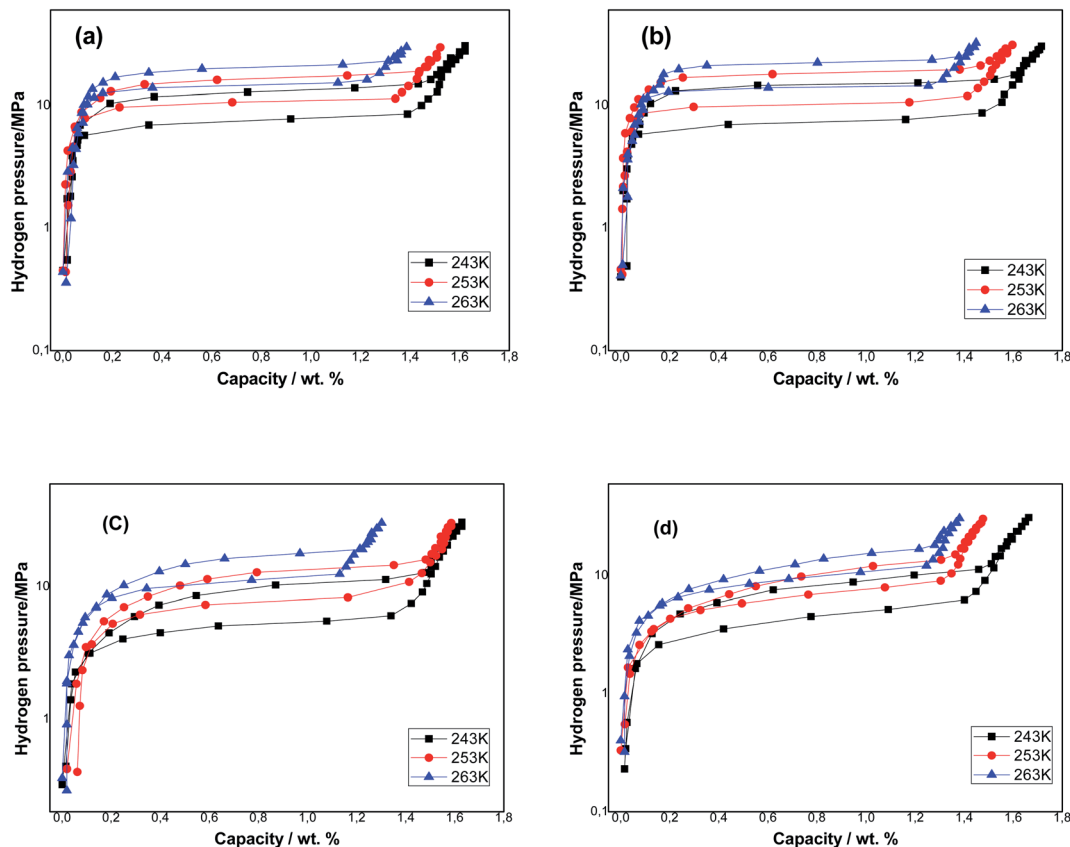 (a)
Hydrogen pressure/MPa
10
1
0,1
243K
253K
263K
0,0 0,2 0,4 0,6 0,8 1,0 1,2 1,4 1,6 1,8
Capacity / wt. %
(b)
Hydrogen pressure/MPa
10
1
0,1
243K
253K
263K
0,0 0,2 0,4 0,6 0,8 1,0 1,2 1,4 1,6 1,8
Capacity / wt. %
(C)
Hydrogen pressure/MPa
10
1
243K
253K
263K
0,0 0,2 0,4 0,6 0,8 1,0 1,2 1,4 1,6 1,8
Capacity / wt. %
(d)
Hydrogen pressure/MPa
10
1
0,1
243K
253K
263K
0,0 0,2 0,4 0,6 0,8 1,0 1,2 1,4 1,6 1,8
Capacity / wt. %